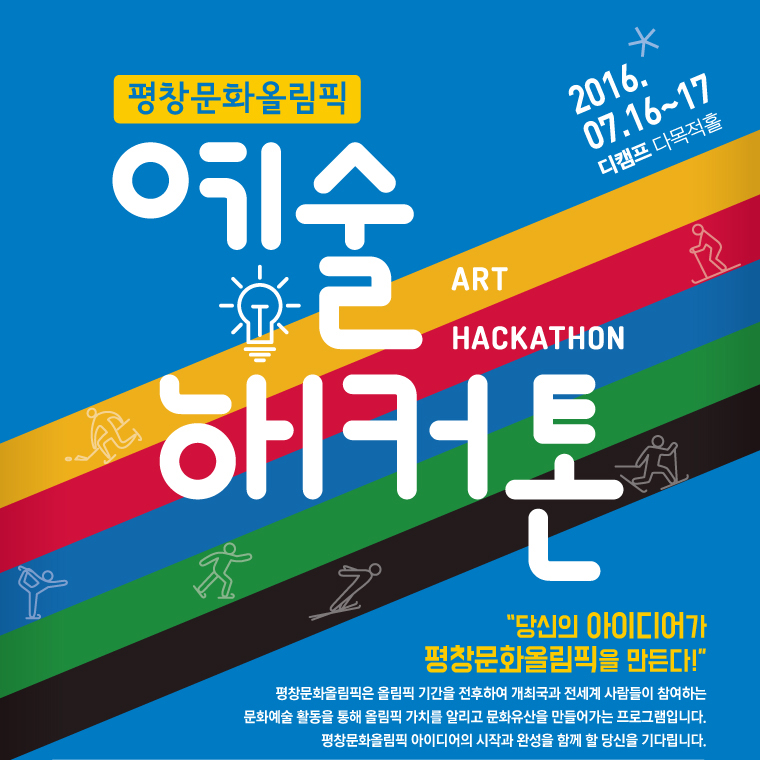 평창문화올림픽
2016.
07.16~17
디캠프 다목적홀
예술
ART
HACKATHON
해커톤
"당신의 아이디어가
평창문화올림픽을 만든다!"
평창문화올림픽은 올림픽 기간을 전후하여 개최국과 전세계 사람들이 참여하는
문화예술 활동을 통해 올림픽 가치를 알리고 문화유산을 만들어가는 프로그램입니다.
평창문화올림픽 아이디어의 시작과 완성을 함께 할 당신을 기다립니다.